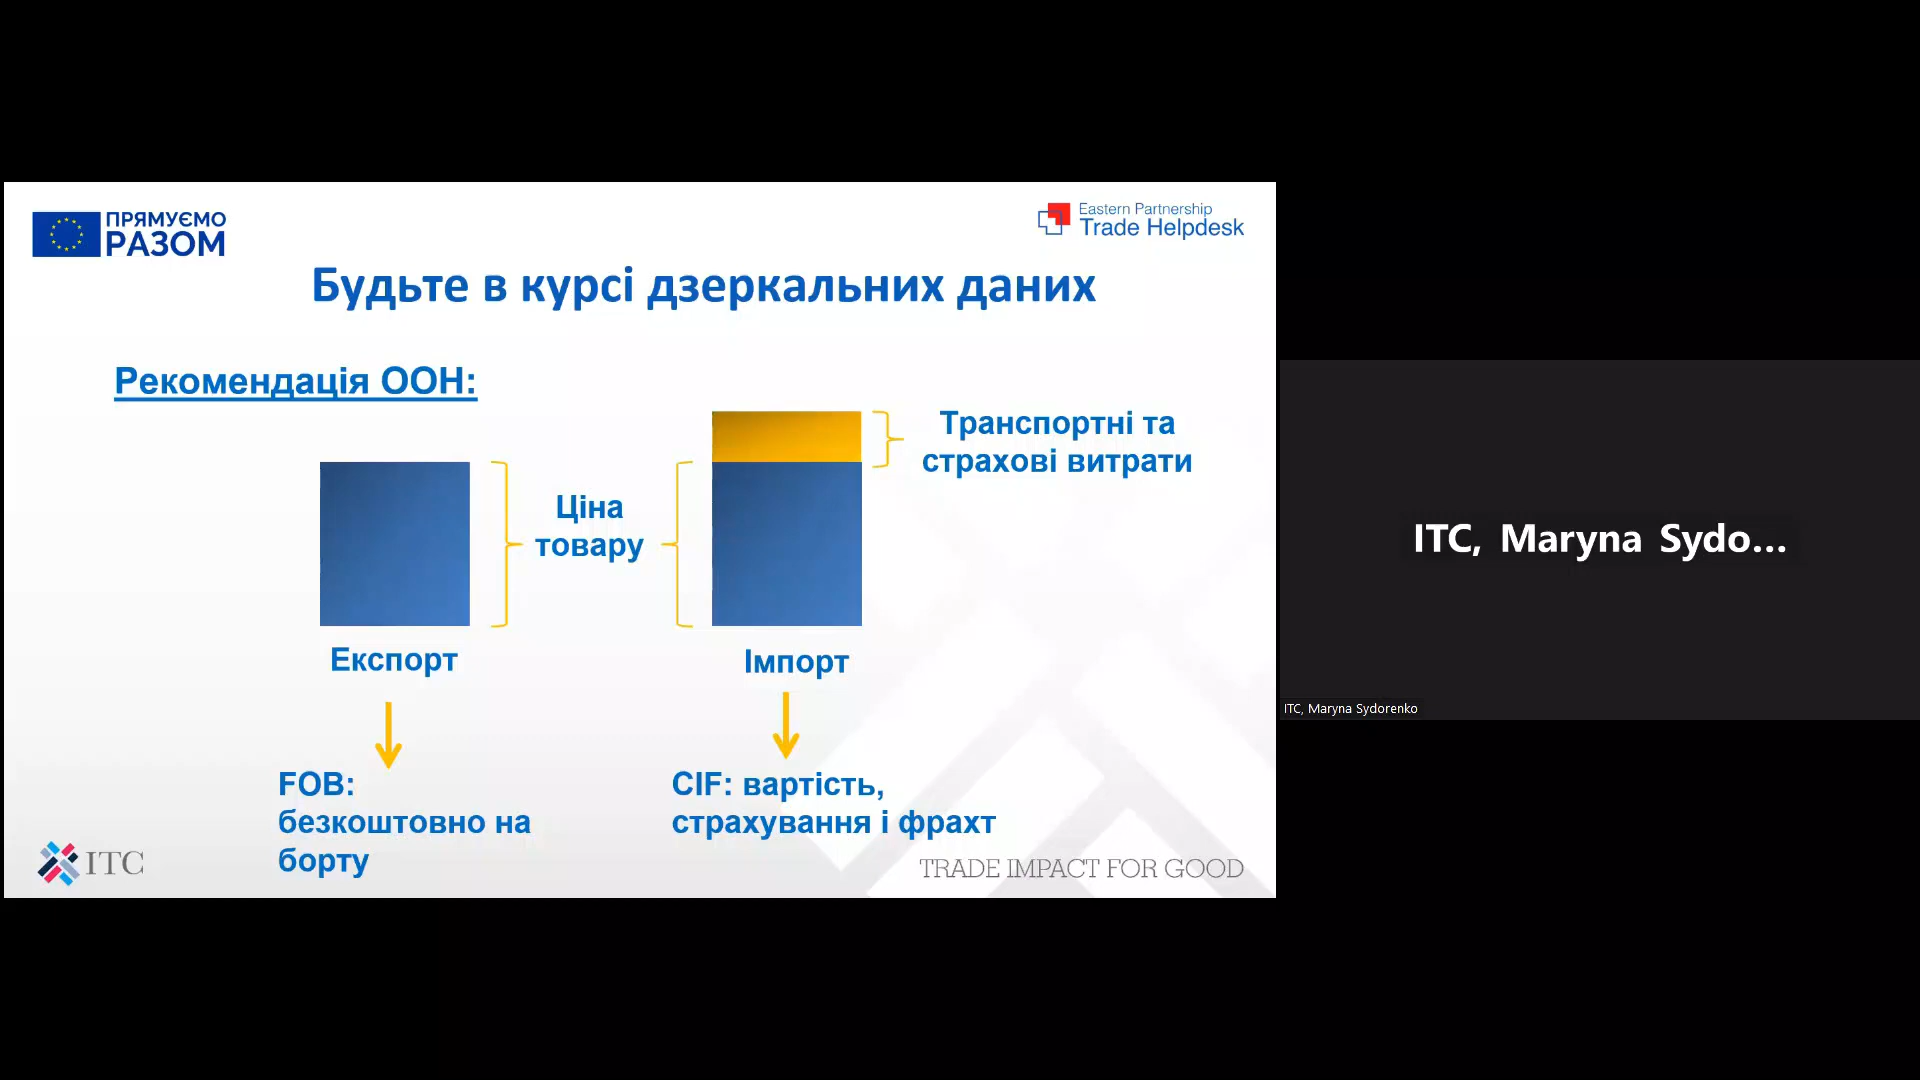 ПРЯМУЄМО
РАЗОМ
Eastern Partnership
Trade Helpdesk
Будьте в курсі дзеркальних даних
Рекомендація ООН:
Транспортні та
страхові витрати
Ціна
товару
Експорт
Імпорт
FOB:
безкоштовно на
борту
CIF: вартість,
страхування і фрахт
ITC
TRADE IMPACT FOR GOOD
ITC, Maryna Sydo...
ITC, Maryna Sydorenko